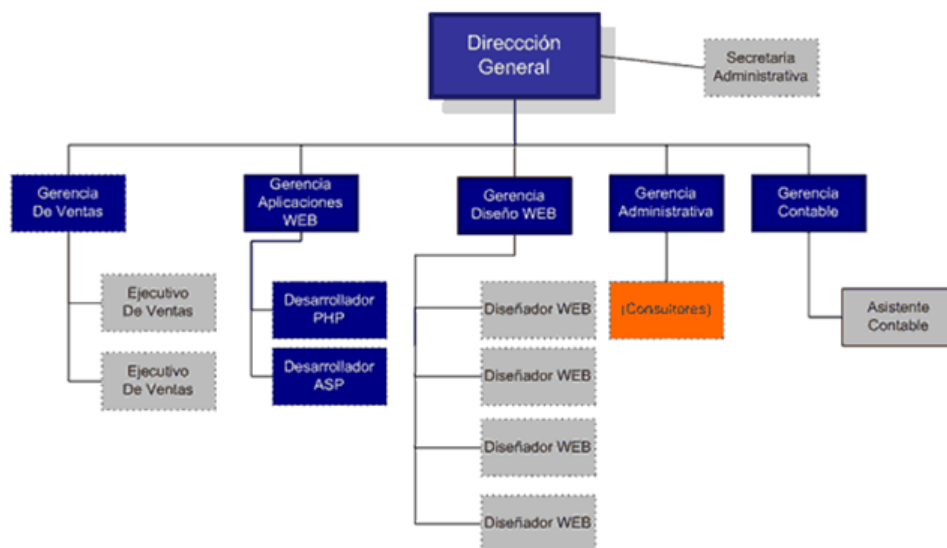 Direccción
General
Secretaria
Administrativa
Gerencia
De Ventas
Gerencia
Aplicaciones
WEB
Gerencia
Diseño WEB
Gerencia
Administrativa
Gerencia
Contable
Ejecutivo
De Ventas
Ejecutivo
De Ventas
Desarrollador
PHP
Desarrollador
ASP
Diseñador WEB
Diseñador WEB
Diseñador WEB
Diseñador WEB
(Consultores)
Asistente
Contable